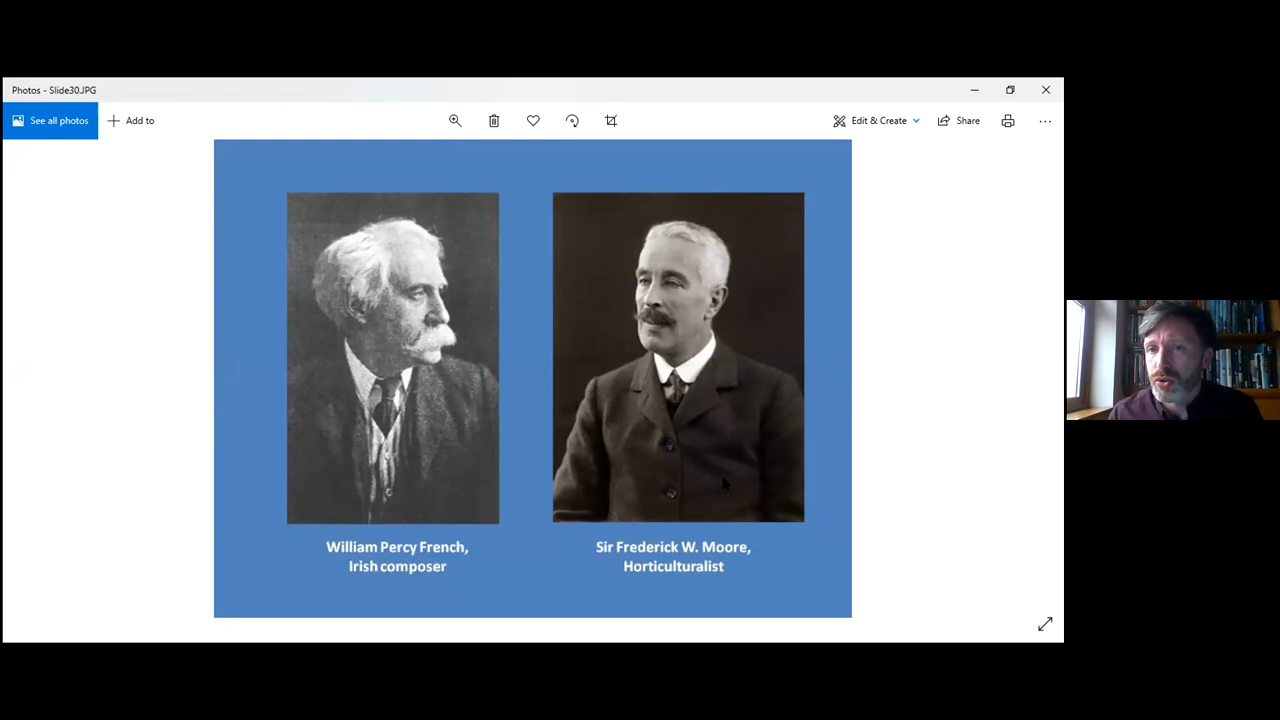 Photos - Slide30.JPG
See all photos
Add to
Edit & Create
Share
William Percy French,
Irish composer
Sir Frederick W. Moore,
Horticulturalist